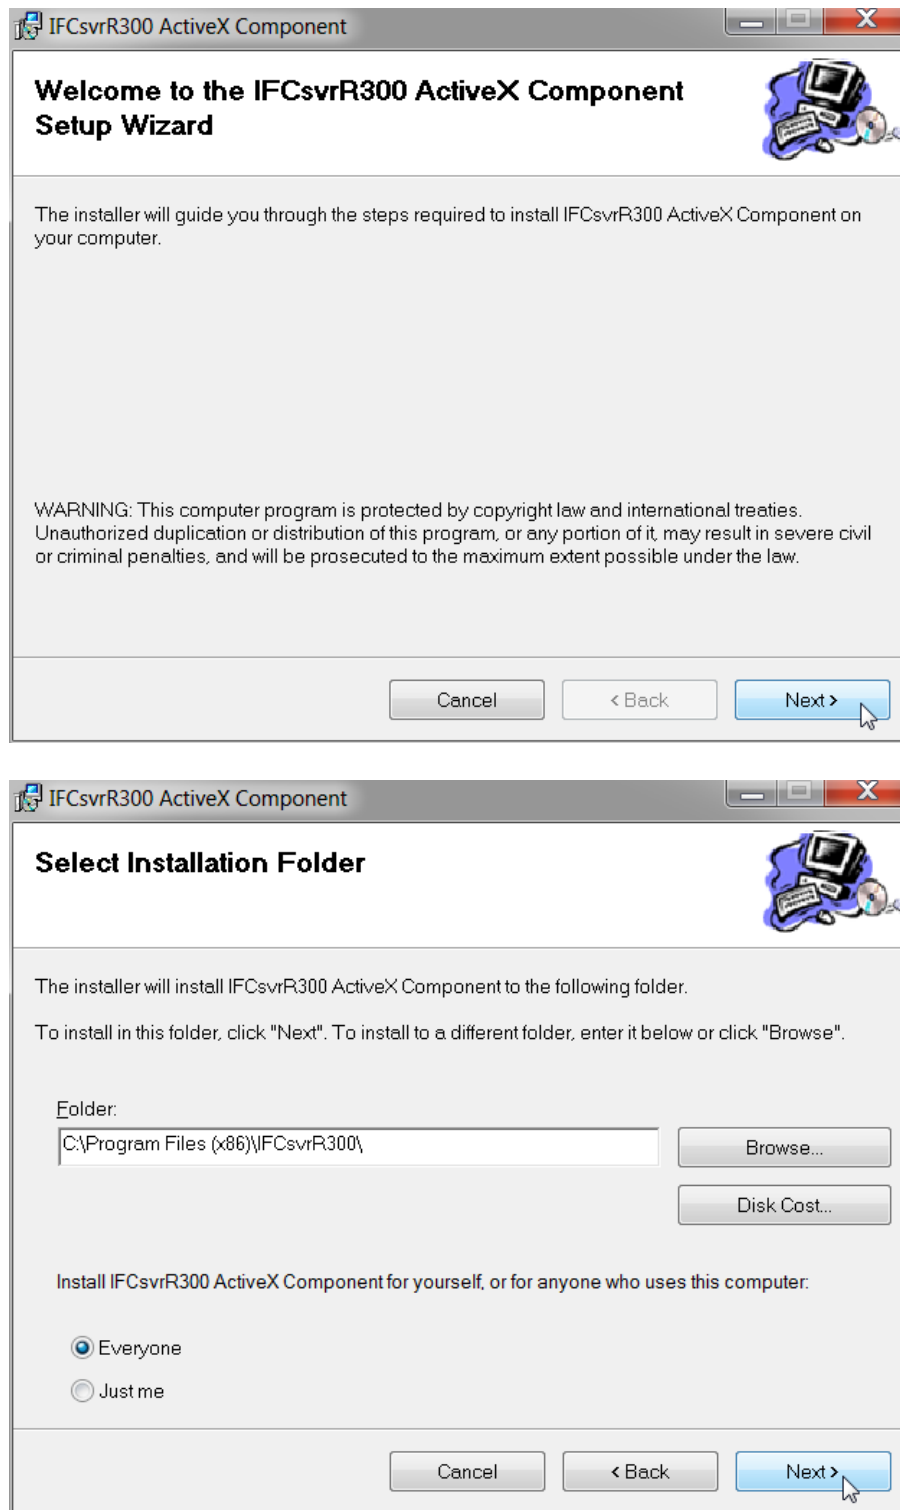 IFCsvrR300 ActiveX Component
X
Welcome to the IFCsvrR300 ActiveX Component
Setup Wizard
The installer will guide you through the steps required to install IFCsvrR300 ActiveX Component on
your computer.
WARNING: This computer program is protected by copyright law and international treaties.
Unauthorized duplication or distribution of this program, or any portion of it, may result in severe civil
or criminal penalties, and will be prosecuted to the maximum extent possible under the law.
Cancel
< Back
Next >
IFCsvrR300 ActiveX Component
X
Select Installation Folder
The installer will install IFCsvrR300 ActiveX Component to the following folder.
To install in this folder, click "Next". To install to a different folder, enter it below or click "Browse".
Folder:
C:\Program Files (x86)\IFCsvrR300\
Browse...
Disk Cost...
Install IFCsvrR300 ActiveX Component for yourself, or for anyone who uses this computer:
Everyone
Just me
Cancel
< Back
Next >